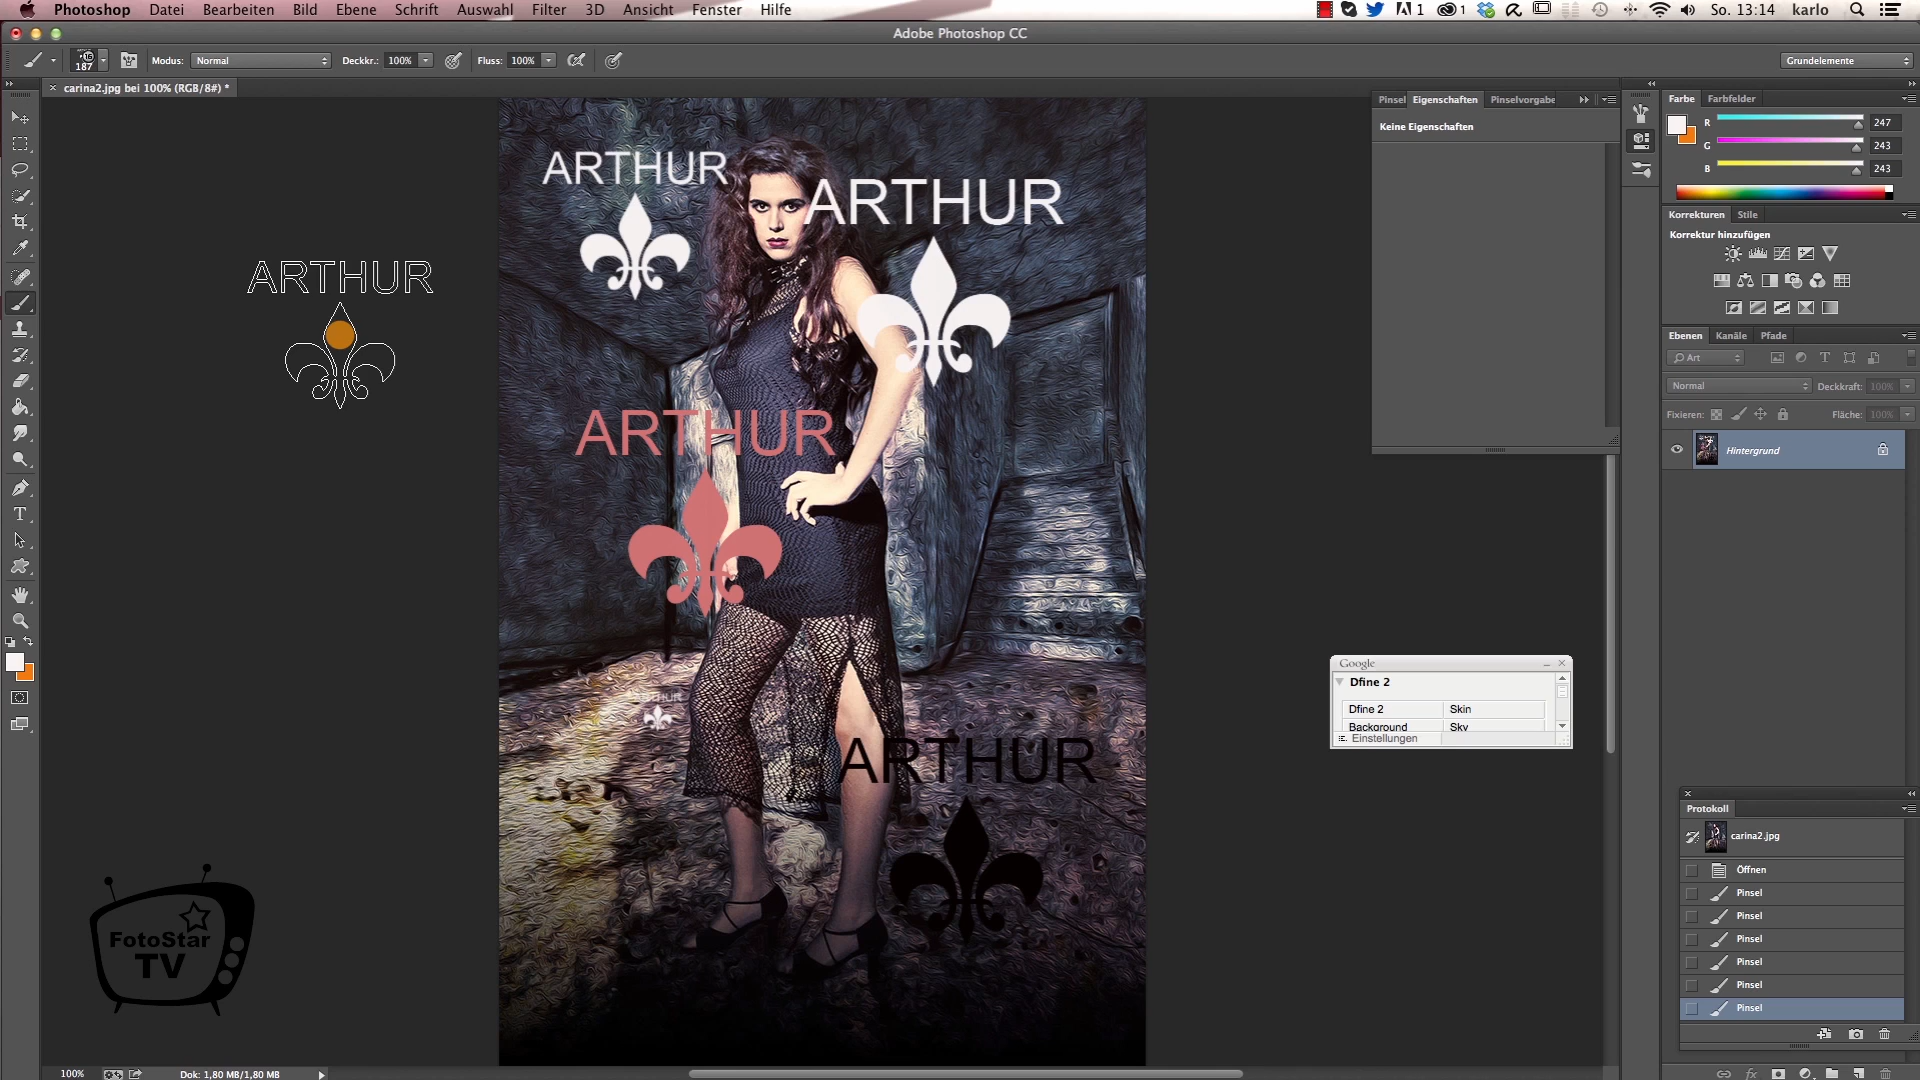 Photoshop Datei Bearbeiten Bild Ebene Schrift Auswahl Filter 3D Ansicht Fenster Hilfe
1 1 So. 13:14 karlo
Adobe Photoshop CC
187 Modus: Normal Deckkr.: 100% Fluss: 100% Grundelemente
carina2.jpg bei 100% (RGB/8#) *
Pinsel Eigenschaften Pinselvorgabe
Keine Eigenschaften
Farbe Farbfelder
R 247
G 243
B 243
Korrekturen Stile
Korrektur hinzufügen
Ebenen Kanäle Pfade
Art
Normal Deckkraft: 100%
Fixieren: Fläche: 100%
Hintergrund
ARTHUR
ARTHUR
ARTHUR
ARTHUR
ARTHUR
ARTHUR
Google
Dfine 2
Dfine 2 Skin
Background Sky
Einstellungen
Protokoll
carina2.jpg
Öffnen
Pinsel
Pinsel
Pinsel
Pinsel
Pinsel
Pinsel
FotoStar
TV
100% Dok: 1,80 MB/1,80 MB